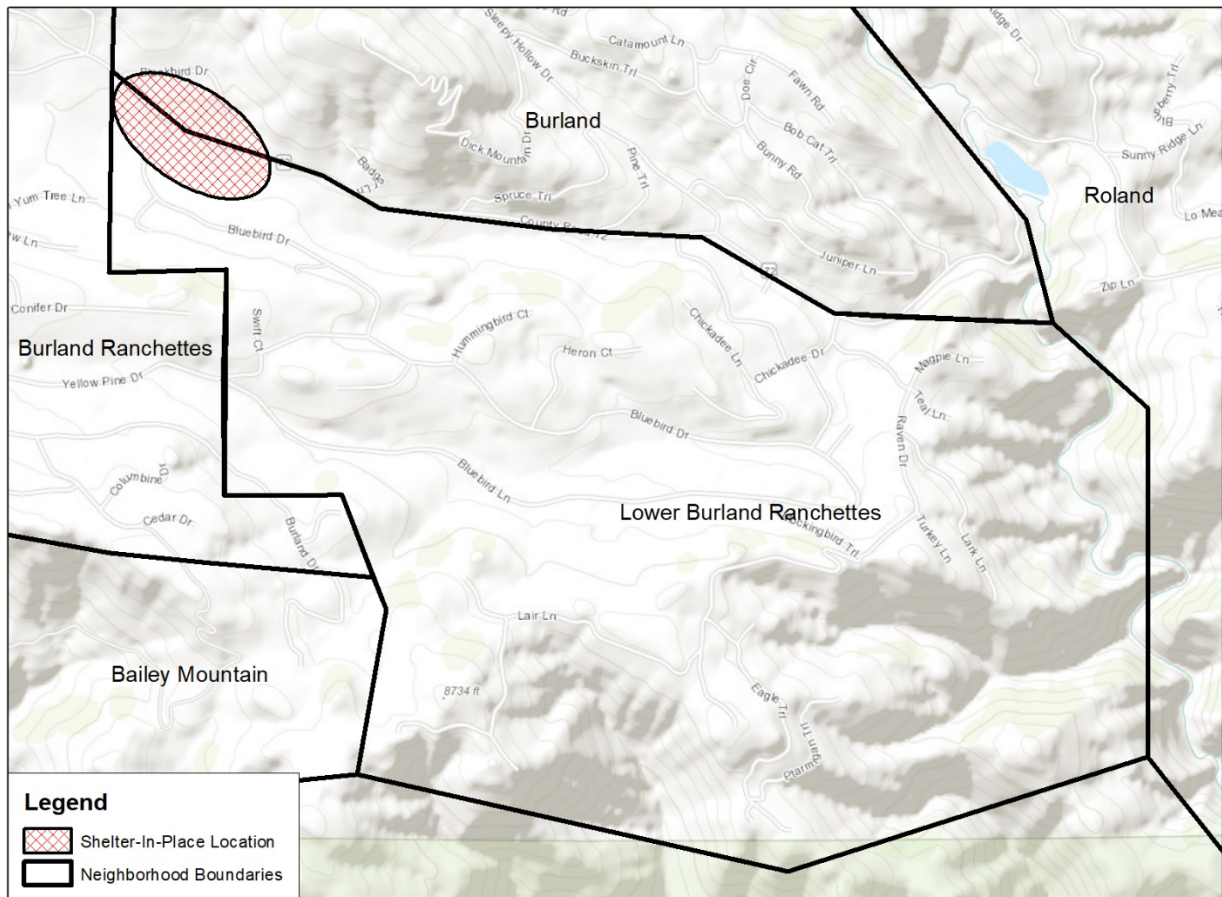 Sleepy Hollow Dr
Catamount Ln
Buckskin Trl
Doe Cir
Fawn Rd
Bob Cat Trl
Bunny Rd
Burland
Dick Mountain Dr
Pine Trl
Spruce Trl
Juniper Ln
72
Sunny Ridge Ln
Roland
Zip Ln
Yum Tree Ln
Bluebird Dr
Conifer Dr
Swift Ct
Burland Ranchettes
Yellow Pine Dr
Hummingbird Ct
Heron Ct
Chickadee Ln
Chickadee Dr
Magpie Ln
Teal Ln
Raven Dr
Bluebird Dr
Bluebird Ln
Lower Burland Ranchettes
Turkey Ln
Lark Ln
Columbine Dr
Cedar Dr
Burland Dr
Lair Ln
Bailey Mountain
8734 ft
Eagle Trl
Legend
Shelter-In-Place Location
Neighborhood Boundaries